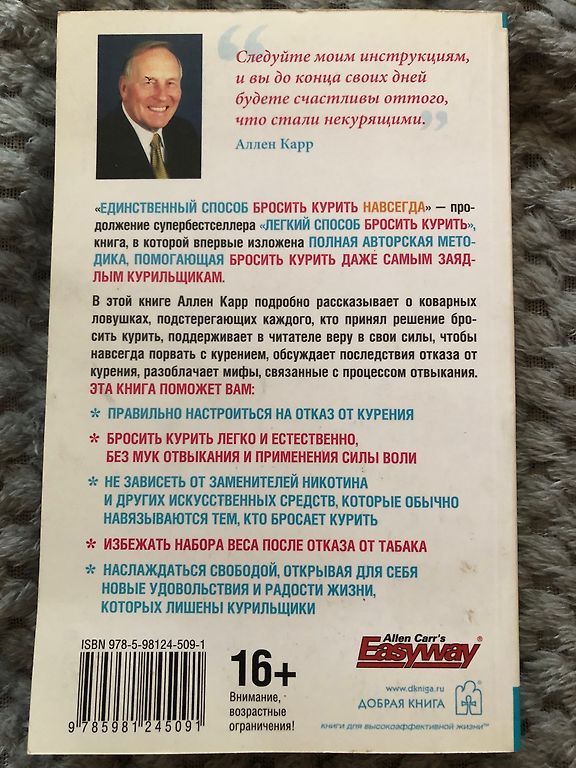 “Следуйте моим инструкциям,
и вы до конца своих дней
будете счастливы оттого,
что стали некурящими.”
Аллен Карр
«ЕДИНСТВЕННЫЙ СПОСОБ БРОСИТЬ КУРИТЬ НАВСЕГДА» — про-
должение супербестселлера «ЛЕГКИЙ СПОСОБ БРОСИТЬ КУРИТЬ»,
книга, в которой впервые изложена ПОЛНАЯ АВТОРСКАЯ МЕТО-
ДИКА, ПОМОГАЮЩАЯ БРОСИТЬ КУРИТЬ ДАЖЕ САМЫМ ЗАЯД-
ЛЫМ КУРИЛЬЩИКАМ.
В этой книге Аллен Карр подробно рассказывает о коварных
ловушках, подстерегающих каждого, кто принял решение бро-
сить курить, поддерживает в читателе веру в свои силы, чтобы
навсегда порвать с курением, обсуждает последствия отказа от
курения, разоблачает мифы, связанные с процессом отвыкания.
ЭТА КНИГА ПОМОЖЕТ ВАМ:
* ПРАВИЛЬНО НАСТРОИТЬСЯ НА ОТКАЗ ОТ КУРЕНИЯ
* БРОСИТЬ КУРИТЬ ЛЕГКО И ЕСТЕСТВЕННО,
БЕЗ МУК ОТВЫКАНИЯ И ПРИМЕНЕНИЯ СИЛЫ ВОЛИ
* НЕ ЗАВИСЕТЬ ОТ ЗАМЕНИТЕЛЕЙ НИКОТИНА
И ДРУГИХ ИСКУССТВЕННЫХ СРЕДСТВ, КОТОРЫЕ ОБЫЧНО
НАВЯЗЫВАЮТСЯ ТЕМ, КТО БРОСАЕТ КУРИТЬ
* ИЗБЕЖАТЬ НАБОРА ВЕСА ПОСЛЕ ОТКАЗА ОТ ТАБАКА
* НАСЛАЖДАТЬСЯ СВОБОДОЙ, ОТКРЫВАЯ ДЛЯ СЕБЯ
НОВЫЕ УДОВОЛЬСТВИЯ И РАДОСТИ ЖИЗНИ,
КОТОРЫХ ЛИШЕНЫ КУРИЛЬЩИКИ
ISBN 978-5-98124-509-1
9 785981 245091
16+
Внимание,
возрастные
ограничения!
Allen Carr's
Easyway®
www.dkniga.ru
ДОБРАЯ КНИГА
КНИГИ ДЛЯ ВЫСОКОЭФФЕКТИВНОЙ ЖИЗНИ™